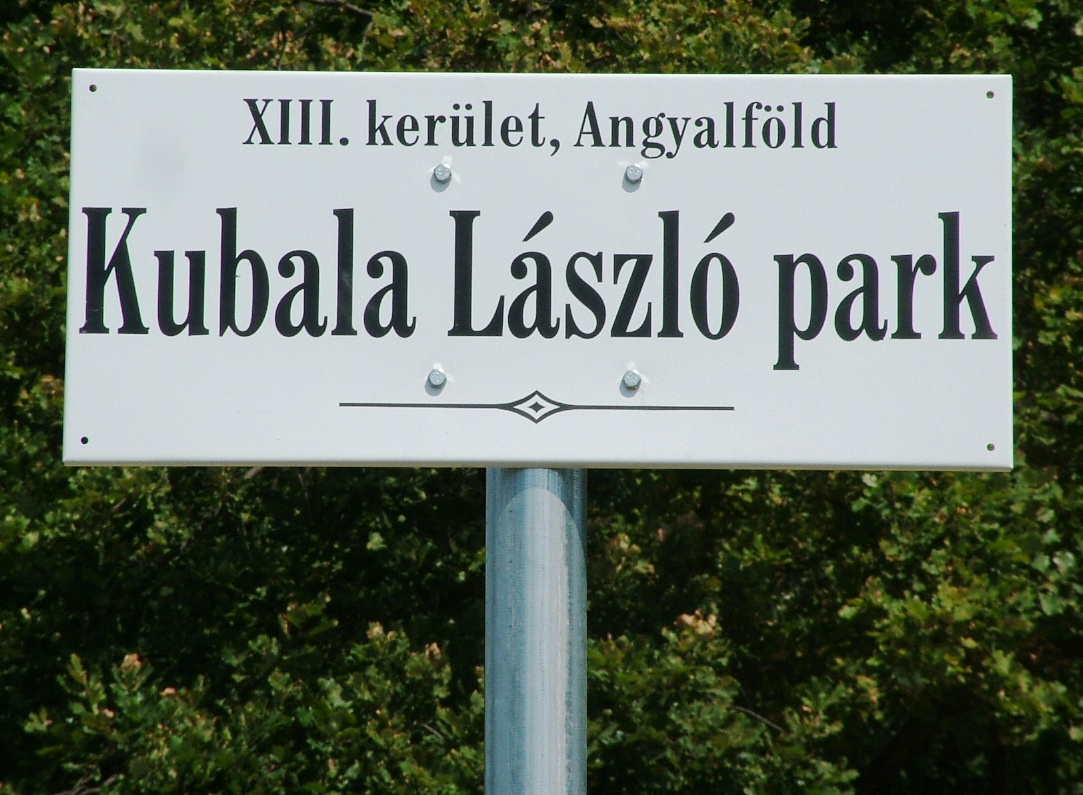 XIII. kerület, Angyalföld
Kubala László park